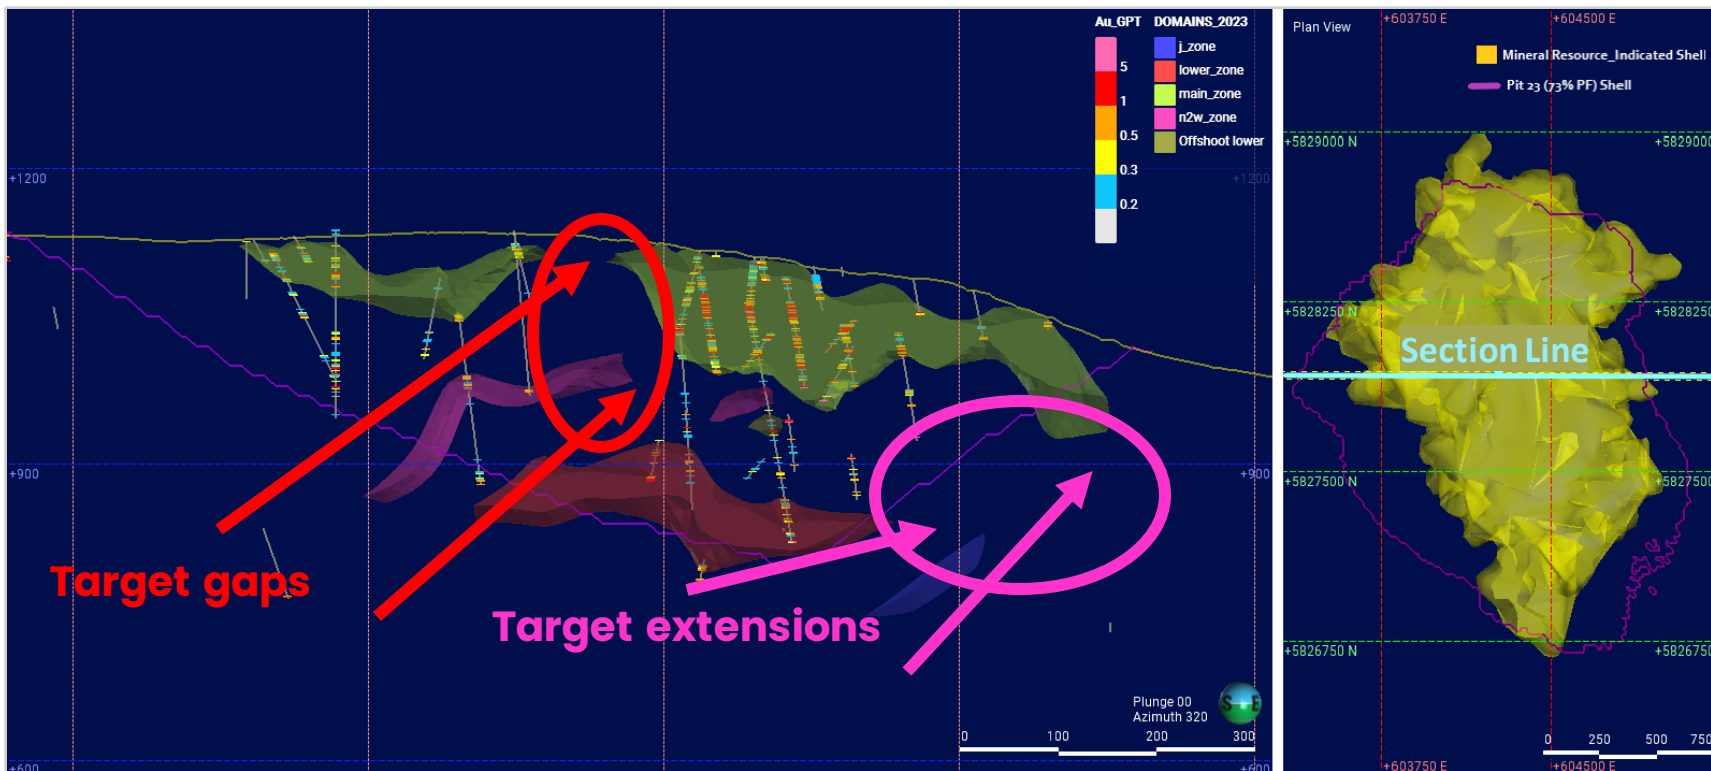 Au_GPT
5
1
0.5
0.3
0.2
DOMAINS_2023
j_zone
lower_zone
main_zone
n2w_zone
Offshoot lower
+1200
+1200
+900
+900
+600
+600
Target gaps
Target extensions
Plunge 00
Azimuth 320
S E
0 100 200 300
Plan View
+603750 E
+604500 E
Mineral Resource_Indicated Shell
Pit 23 (73% PF) Shell
+5829000 N
+5829000
+5828250 N
+5828250
Section Line
+5827500 N
+5827500
+5826750 N
+5826750
0 250 500 750
+603750 E
+604500 E